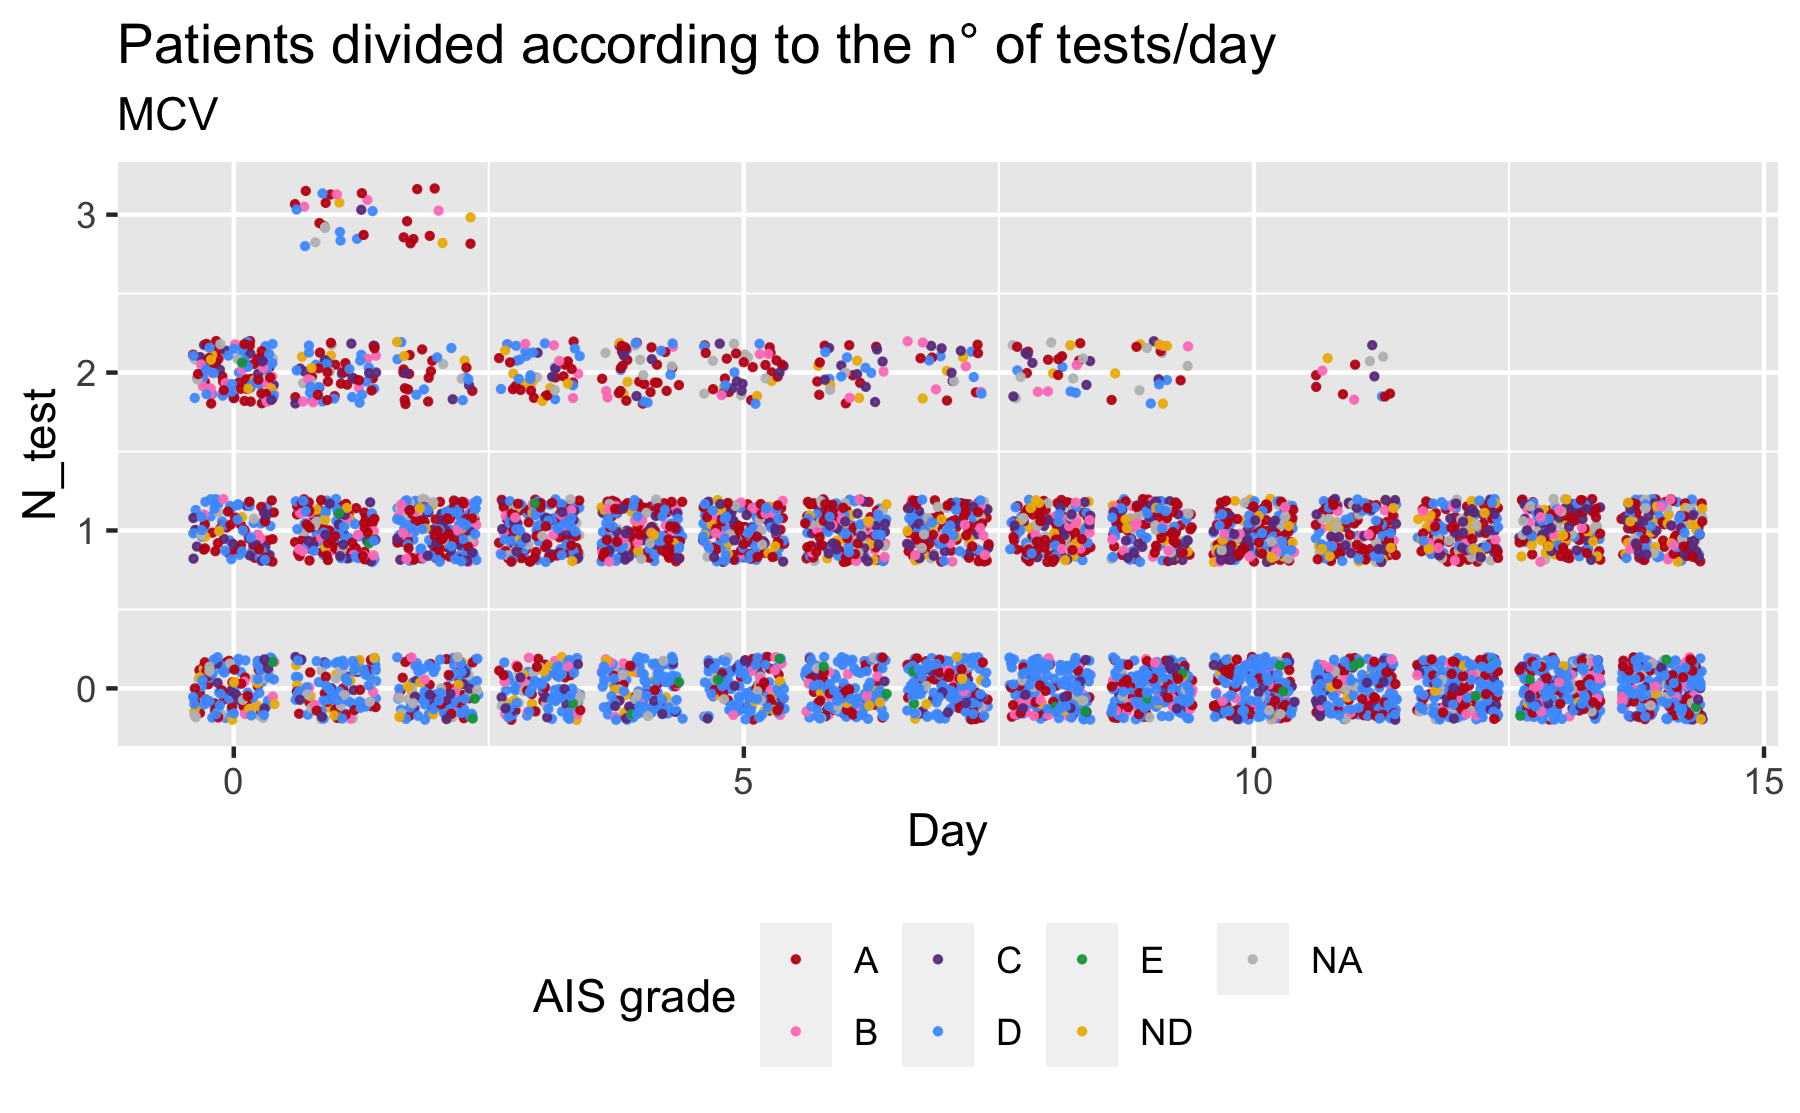 Patients divided according to the n° of tests/day
MCV
N_test
3
2
1
0
0 5 10 15
Day
AIS grade
A C E NA
B D ND